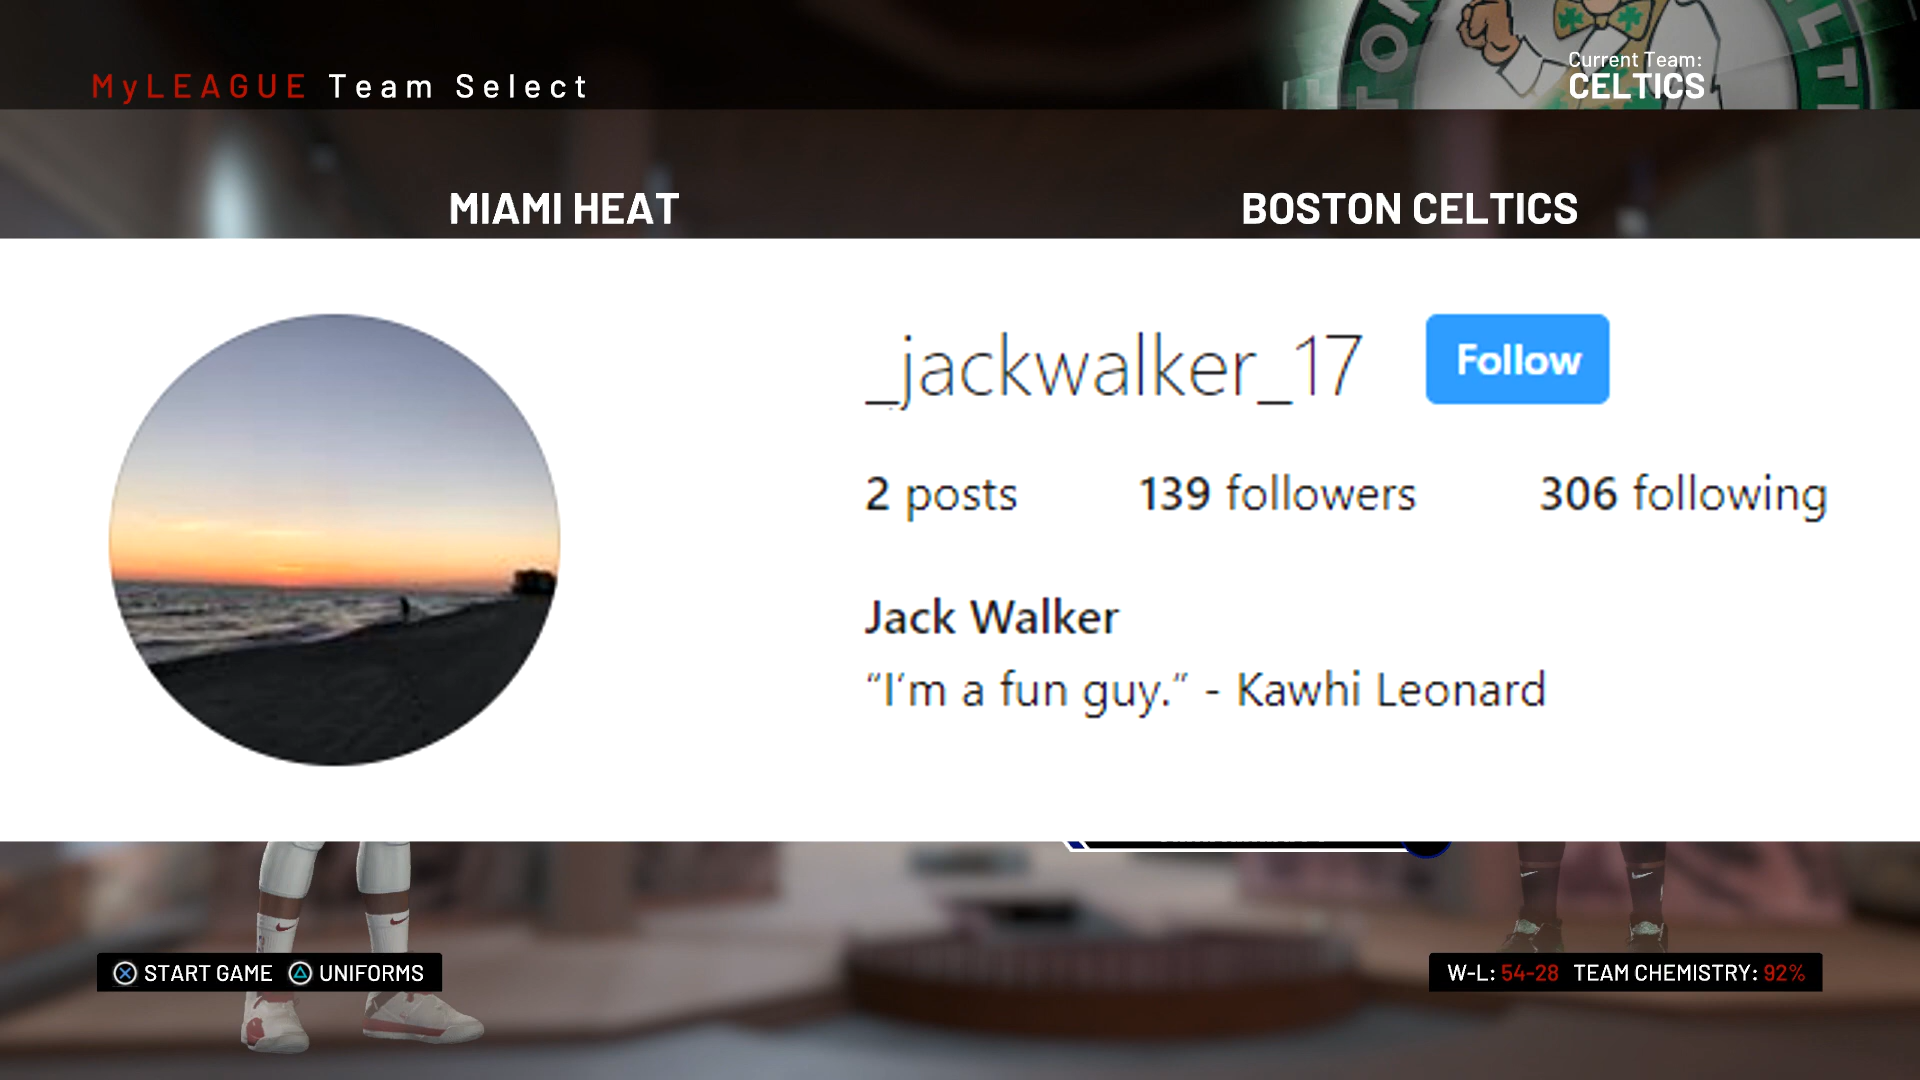 MyLEAGUE Team Select
Current Team:
CELTICS
MIAMI HEAT
BOSTON CELTICS
_jackwalker_17
Follow
2 posts 139 followers 306 following
Jack Walker
“I'm a fun guy.” - Kawhi Leonard
START GAME UNIFORMS
W-L: 54-28 TEAM CHEMISTRY: 92%